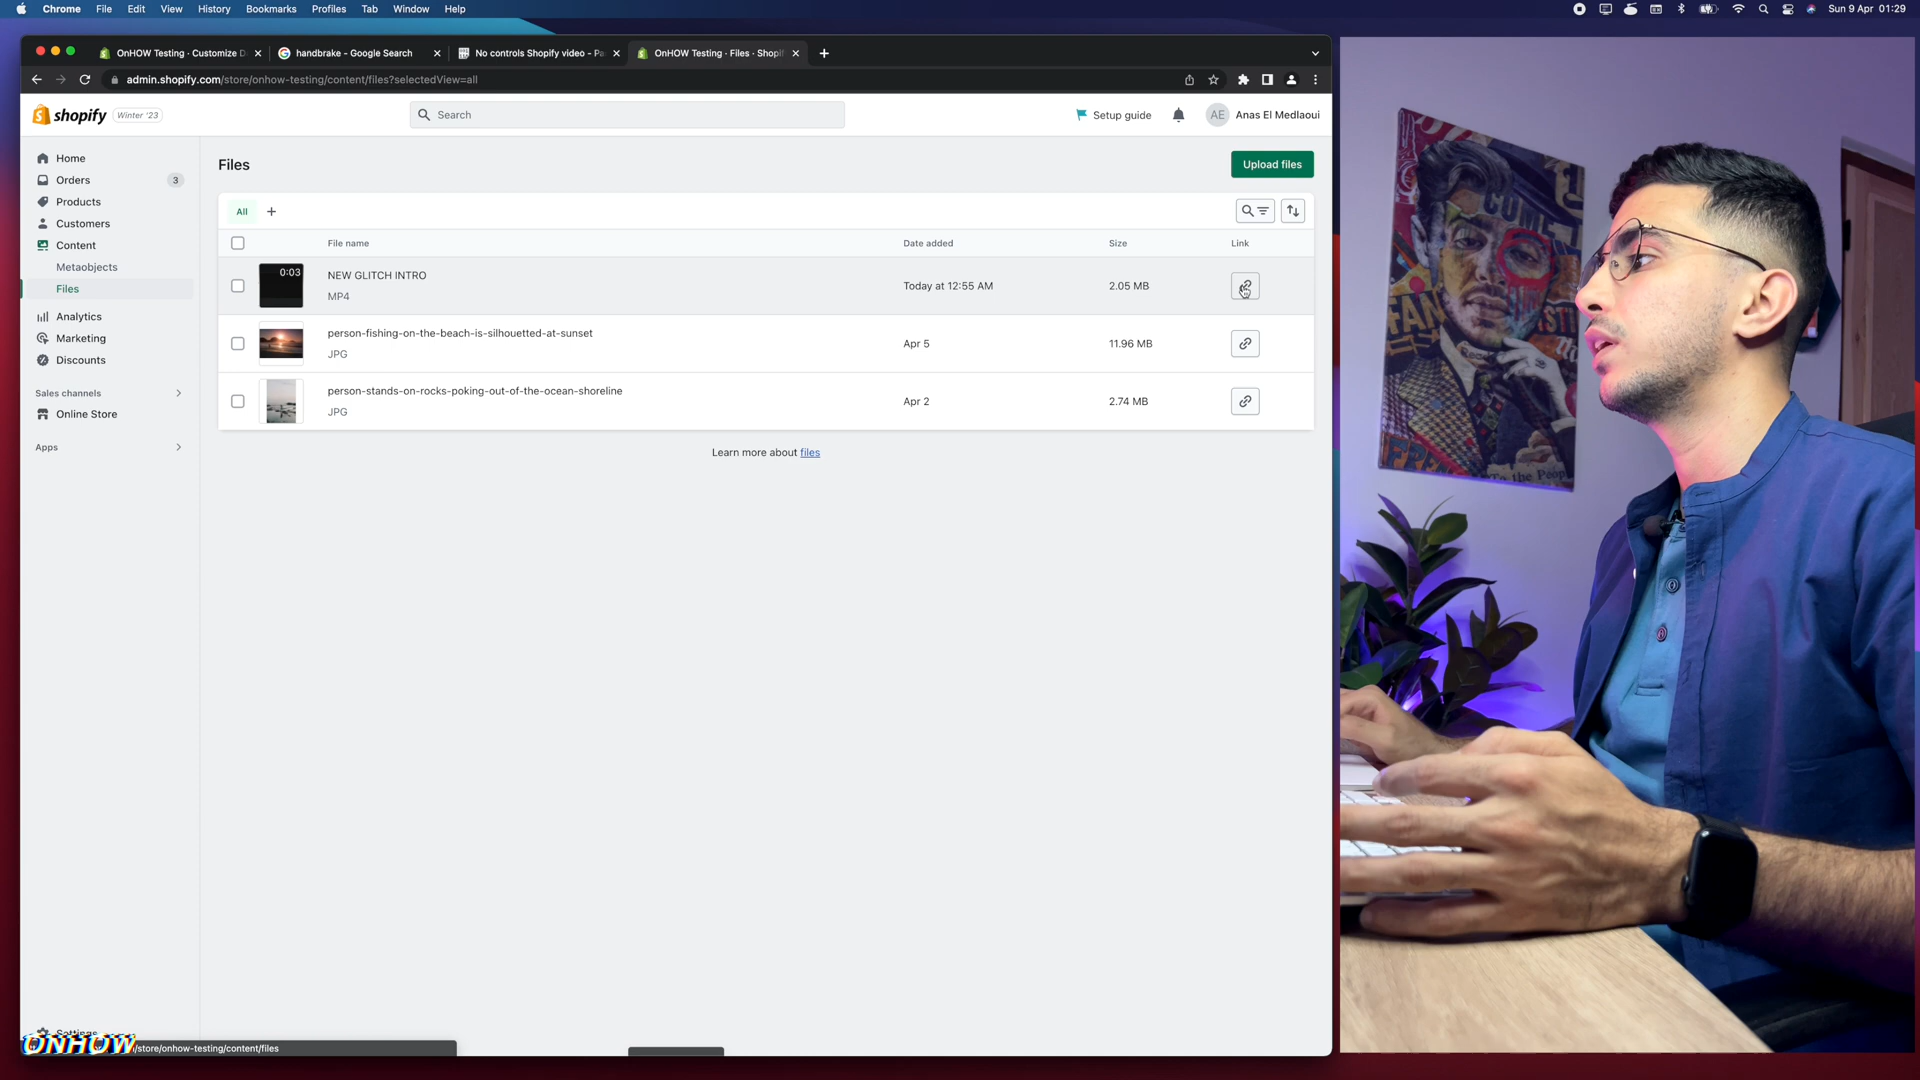 Chrome File Edit View History Bookmarks Profiles Tab Window Help
Sun 9 Apr 01:29
OnHOW Testing · Customize D
handbrake - Google Search
No controls Shopify video - Pa
OnHOW Testing · Files · Shopif
admin.shopify.com/store/onhow-testing/content/files?selectedView=all
shopify
Winter '23
Search
Setup guide
AE
Anas El Medlaoui
Home
Orders
3
Products
Customers
Content
Metaobjects
Files
Analytics
Marketing
Discounts
Sales channels
Online Store
Apps
Settings
Files
Upload files
All
File name
Date added
Size
Link
0:03
NEW GLITCH INTRO
MP4
Today at 12:55 AM
2.05 MB
person-fishing-on-the-beach-is-silhouetted-at-sunset
JPG
Apr 5
11.96 MB
person-stands-on-rocks-poking-out-of-the-ocean-shoreline
JPG
Apr 2
2.74 MB
Learn more about files
ONHOW
/store/onhow-testing/content/files
to the People